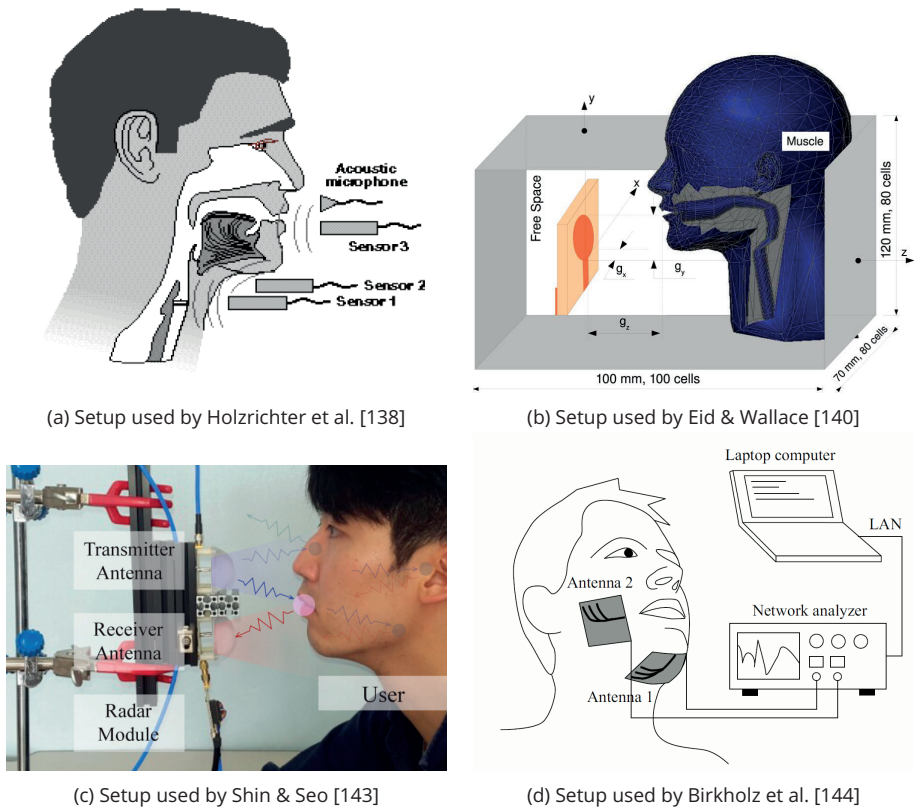 Acoustic
microphone
Sensor 3
Sensor 2
Sensor 1
(a) Setup used by Holzrichter et al. [138]
y
Muscle
Free Space
x
z
gx
gy
gz
120 mm, 80 cells
70 mm, 80 cells
100 mm, 100 cells
(b) Setup used by Eid & Wallace [140]
Transmitter
Antenna
Receiver
Antenna
Radar
Module
User
(c) Setup used by Shin & Seo [143]
Laptop computer
LAN
Antenna 2
Network analyzer
Antenna 1
(d) Setup used by Birkholz et al. [144]